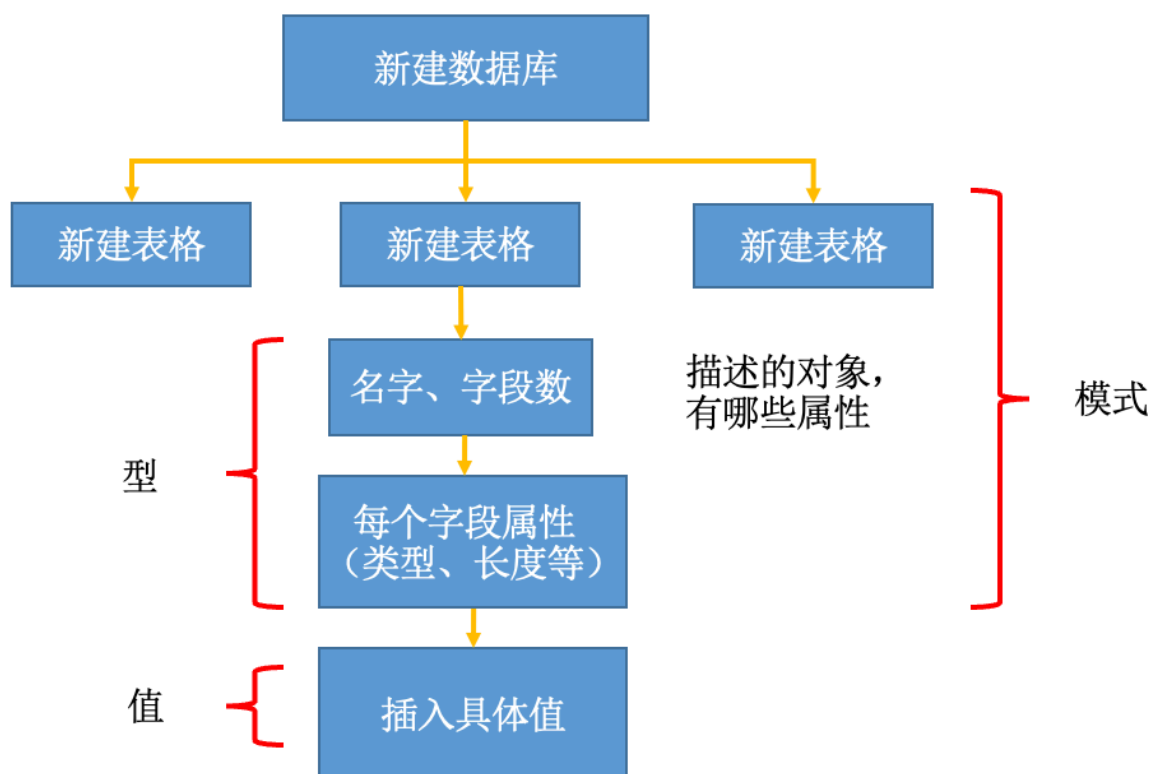 新建数据库
新建表格
新建表格
新建表格
名字、字段数
描述的对象，
有哪些属性
模式
型
每个字段属性
（类型、长度等）
值
插入具体值